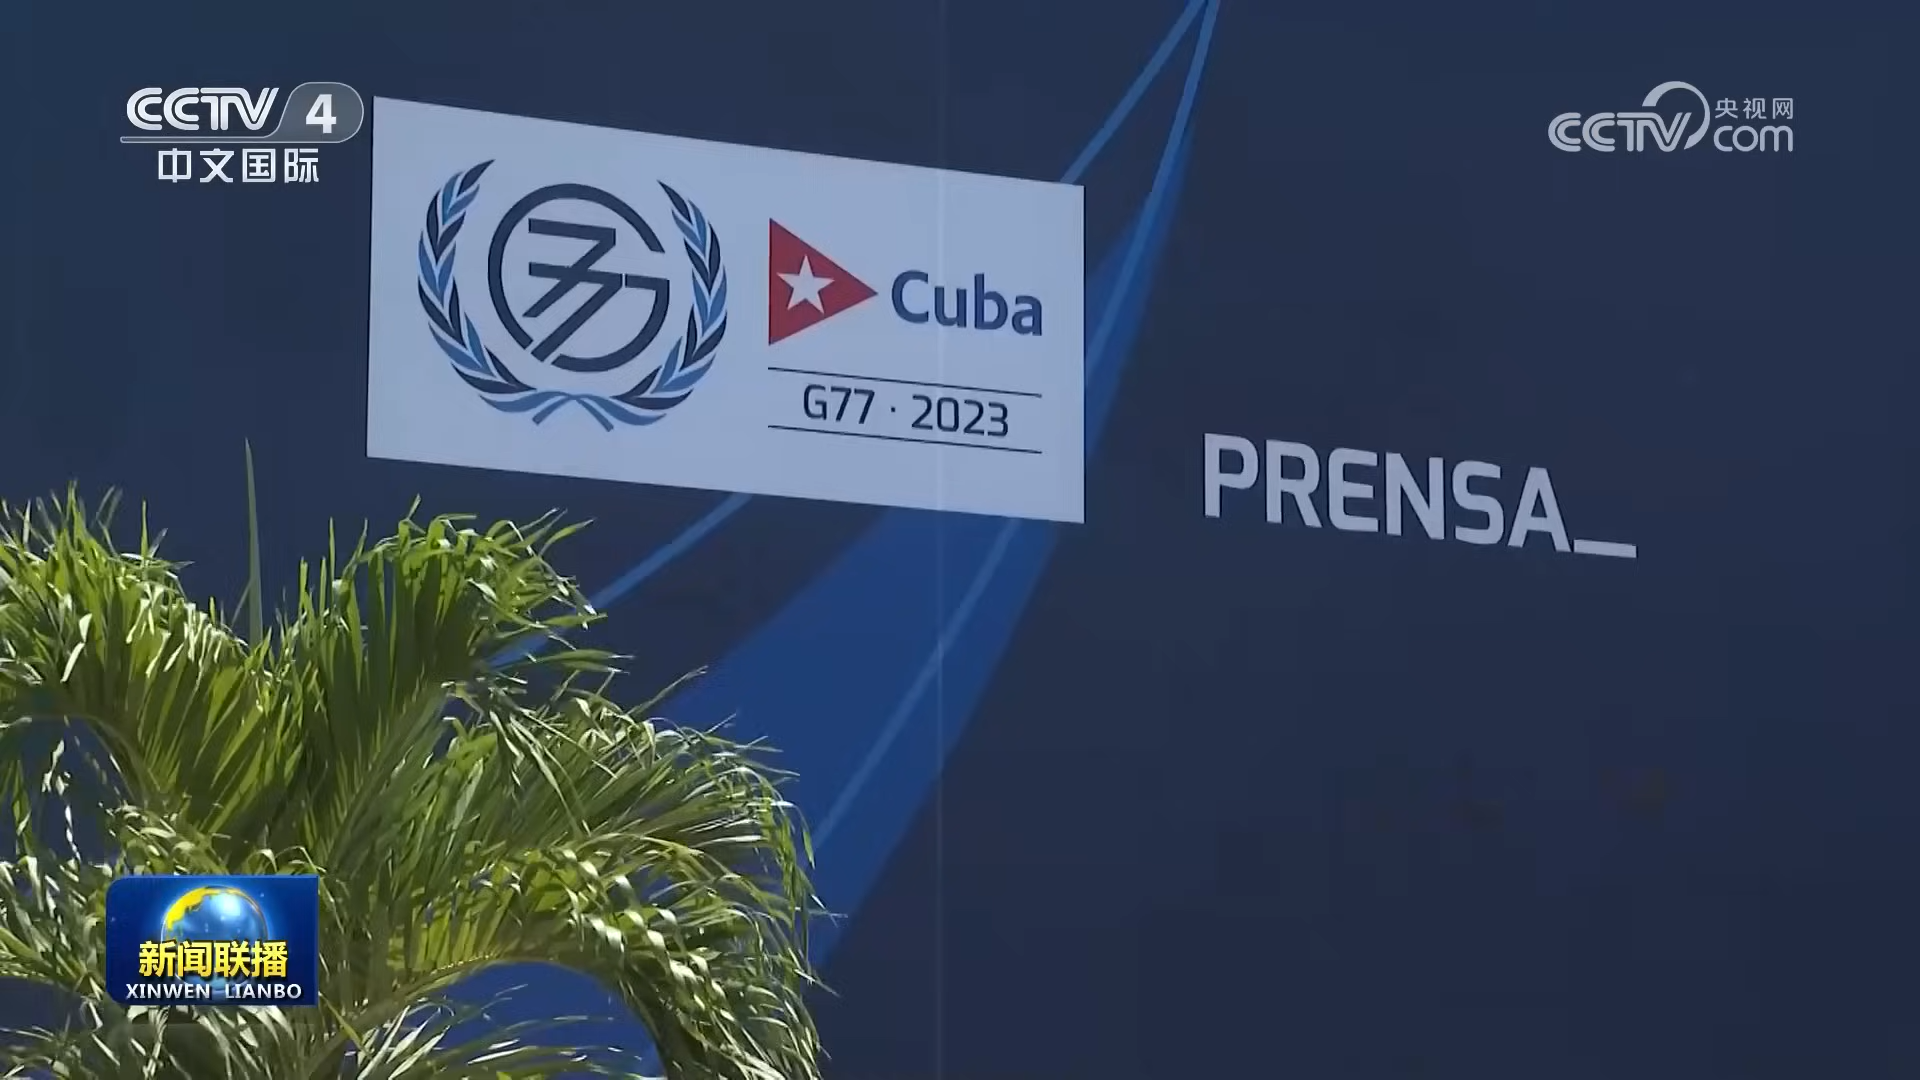 CCTV 4
中文国际
CCTV 央视网
com
G77
Cuba
G77 · 2023
PRENSA_
新闻联播
XINWEN LIANBO